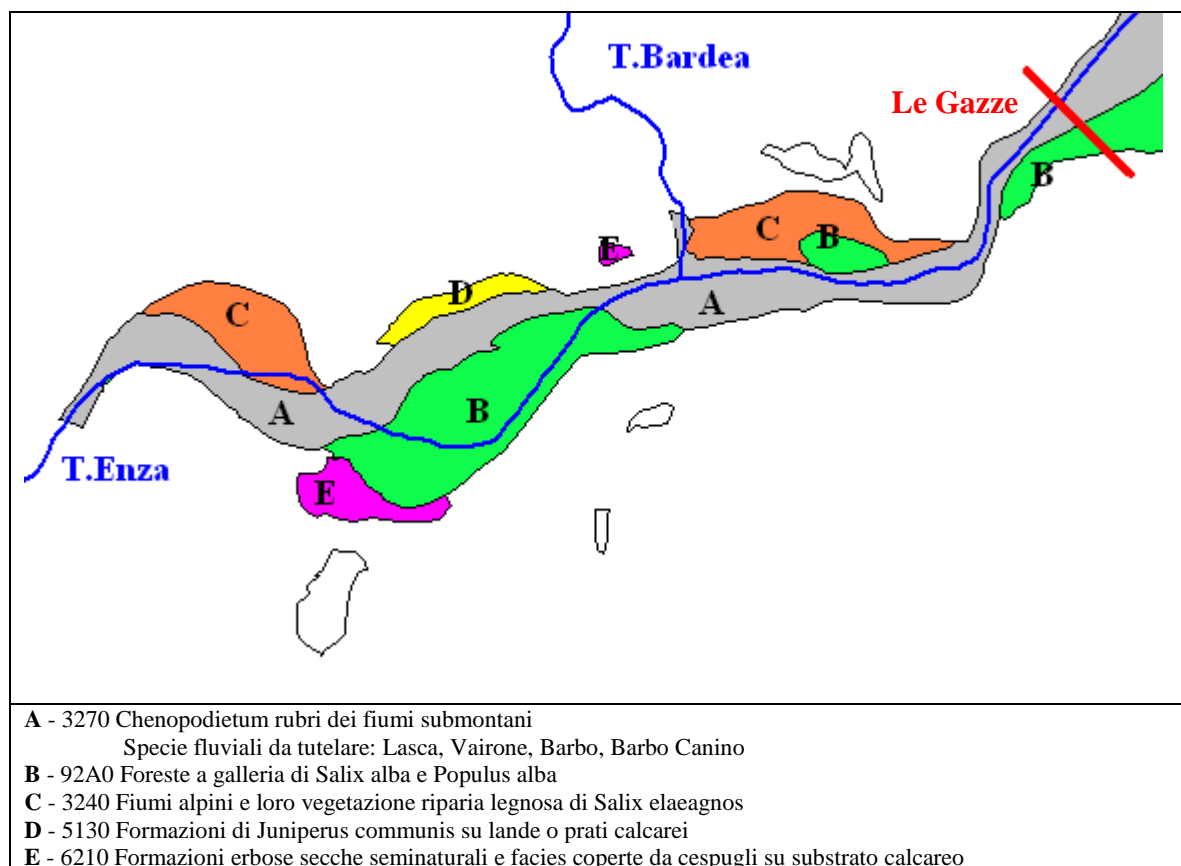 T.Bardea
Le Gazze
B
C
B
E
D
A
C
A
B
T.Enza
E
A - 3270 Chenopodietum rubri dei fiumi submontani
Specie fluviali da tutelare: Lasca, Vairone, Barbo, Barbo Canino
B - 92A0 Foreste a galleria di Salix alba e Populus alba
C - 3240 Fiumi alpini e loro vegetazione riparia legnosa di Salix elaeagnos
D - 5130 Formazioni di Juniperus communis su lande o prati calcarei
E - 6210 Formazioni erbose secche seminaturali e facies coperte da cespugli su substrato calcareo